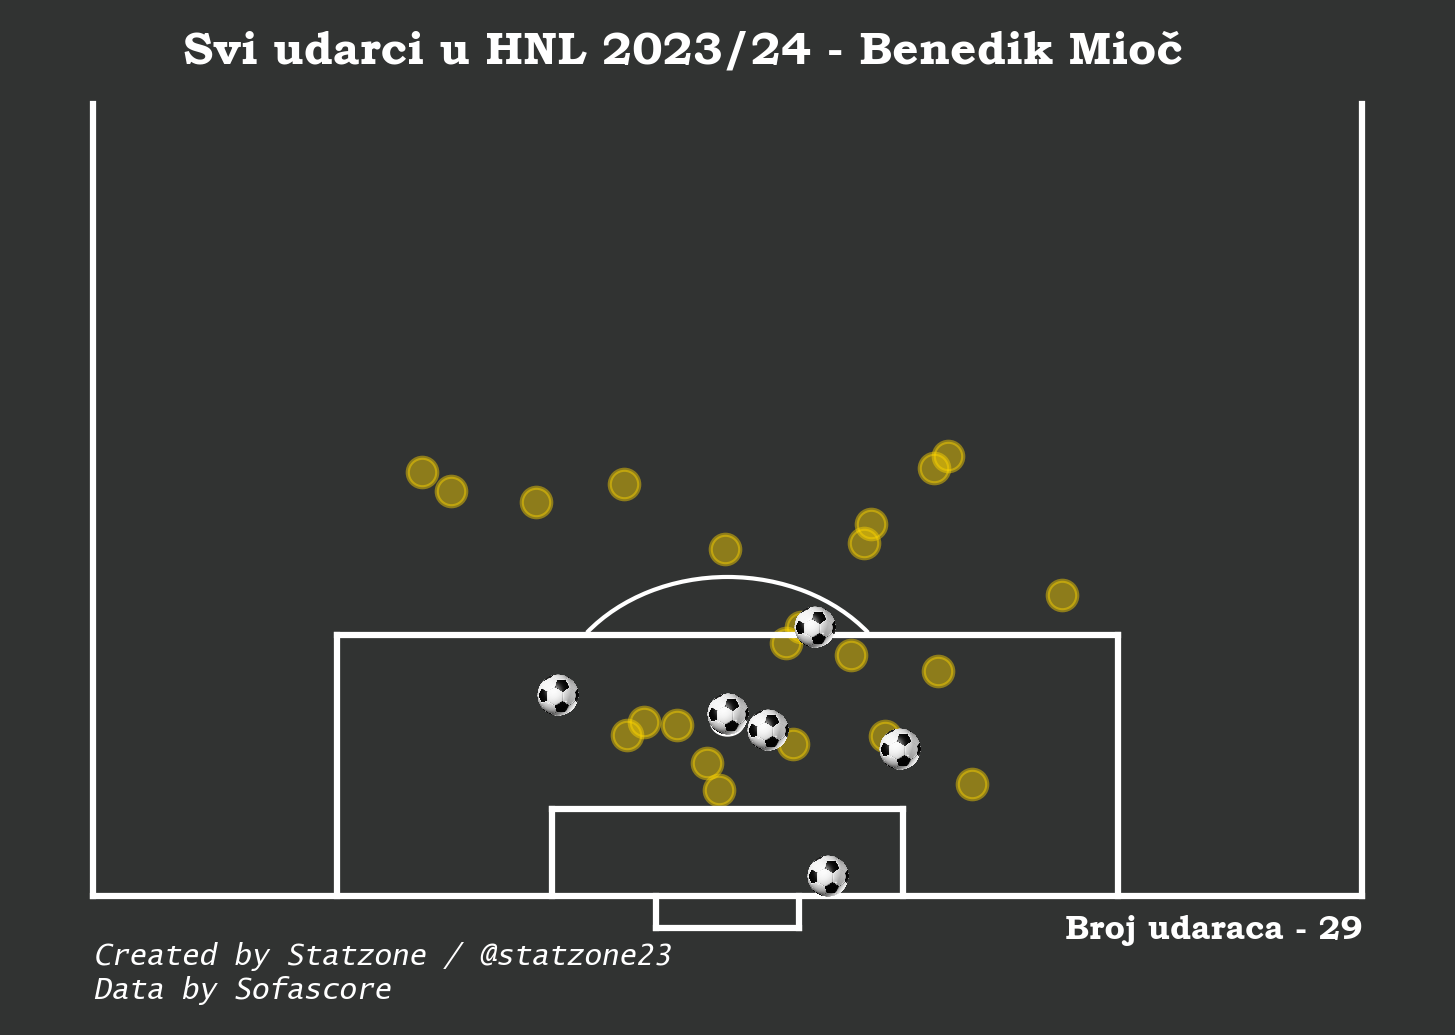 Svi udarci u HNL 2023/24 - Benedik Mioč
Broj udaraca - 29
Created by Statzone / @statzone23
Data by Sofascore